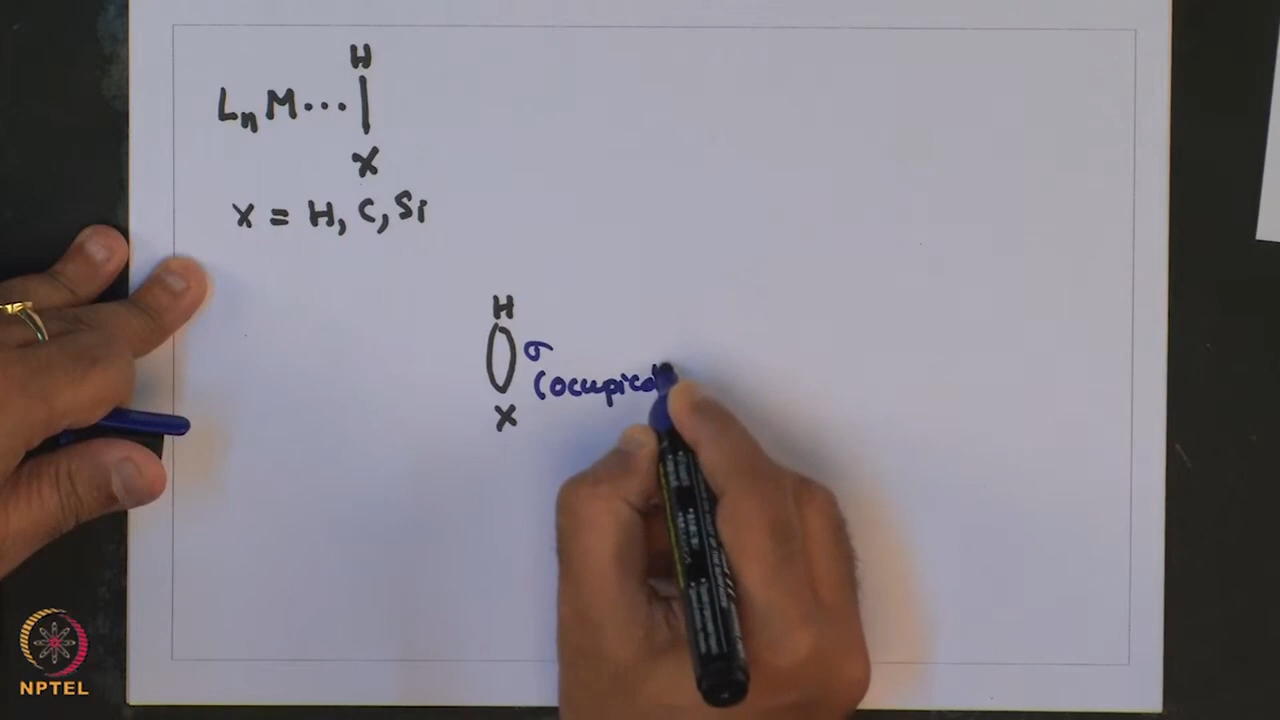 H
LₙM···|
X
X = H, C, Si
H
σ
(occupied
X
NPTEL